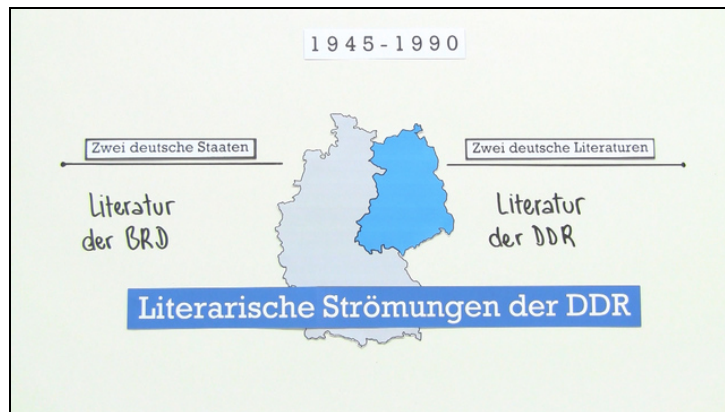 1945-1990
Zwei deutsche Staaten
Zwei deutsche Literaturen
Literatur
der BRD
Literatur
der DDR
Literarische Strömungen der DDR